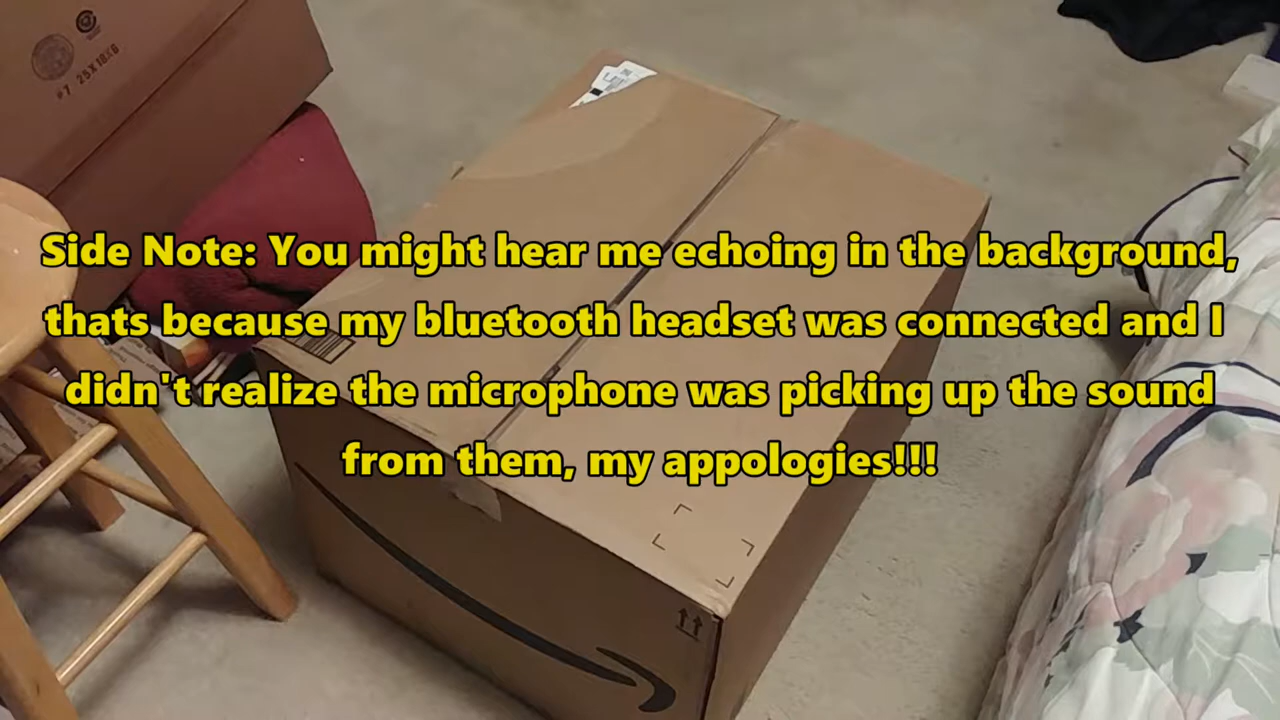 #7 25X18X6
Side Note: You might hear me echoing in the background,
thats because my bluetooth headset was connected and I
didn't realize the microphone was picking up the sound
from them, my appologies!!!